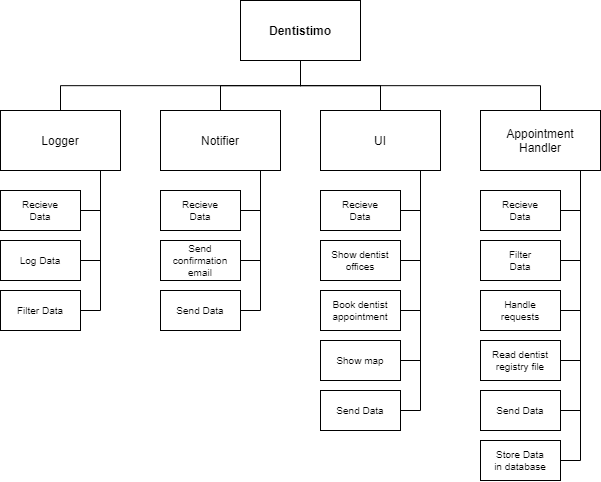 Dentistimo
Logger
Notifier
UI
Appointment
Handler
Recieve
Data
Log Data
Filter Data
Recieve
Data
Send
confirmation
email
Send Data
Recieve
Data
Show dentist
offices
Book dentist
appointment
Show map
Send Data
Recieve
Data
Filter
Data
Handle
requests
Read dentist
registry file
Send Data
Store Data
in database